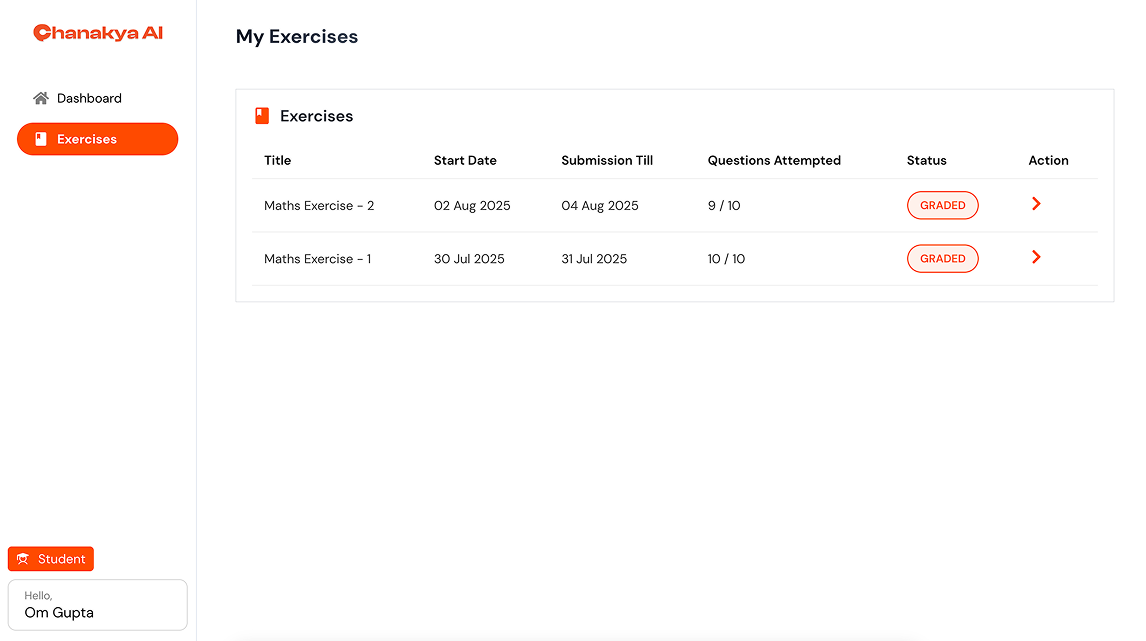 Chanakya AI
Dashboard
Exercises
Student
Hello,
Om Gupta
My Exercises
Exercises
Title Start Date Submission Till Questions Attempted Status Action
Maths Exercise - 2 02 Aug 2025 04 Aug 2025 9 / 10 GRADED
Maths Exercise - 1 30 Jul 2025 31 Jul 2025 10 / 10 GRADED